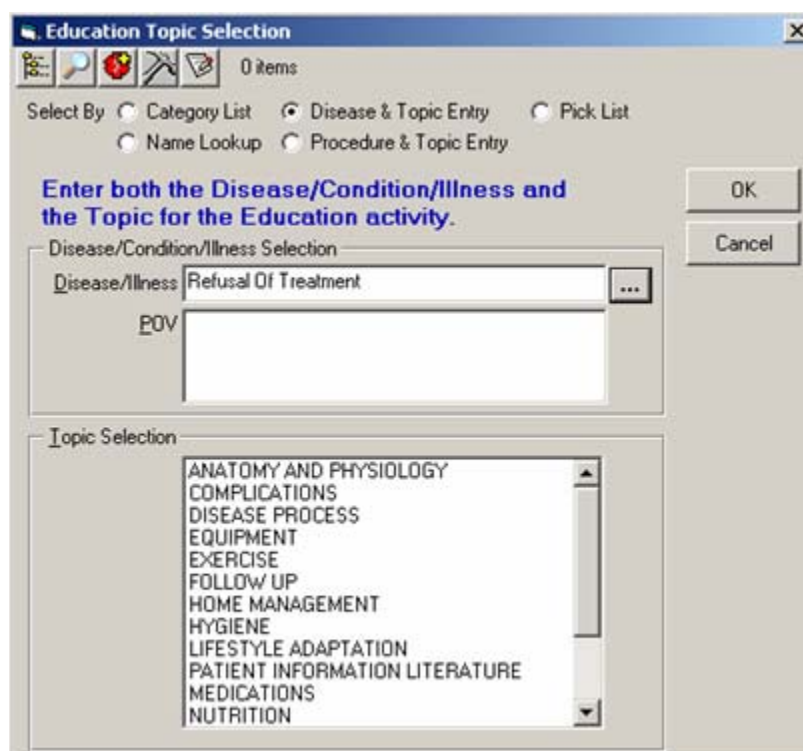 Education Topic Selection
0 items
Select By Category List Disease & Topic Entry Pick List
Name Lookup Procedure & Topic Entry
Enter both the Disease/Condition/Illness and
the Topic for the Education activity.
OK
Cancel
Disease/Condition/Illness Selection
Disease/Illness Refusal Of Treatment ...
POV
Topic Selection
ANATOMY AND PHYSIOLOGY
COMPLICATIONS
DISEASE PROCESS
EQUIPMENT
EXERCISE
FOLLOW UP
HOME MANAGEMENT
HYGIENE
LIFESTYLE ADAPTATION
PATIENT INFORMATION LITERATURE
MEDICATIONS
NUTRITION